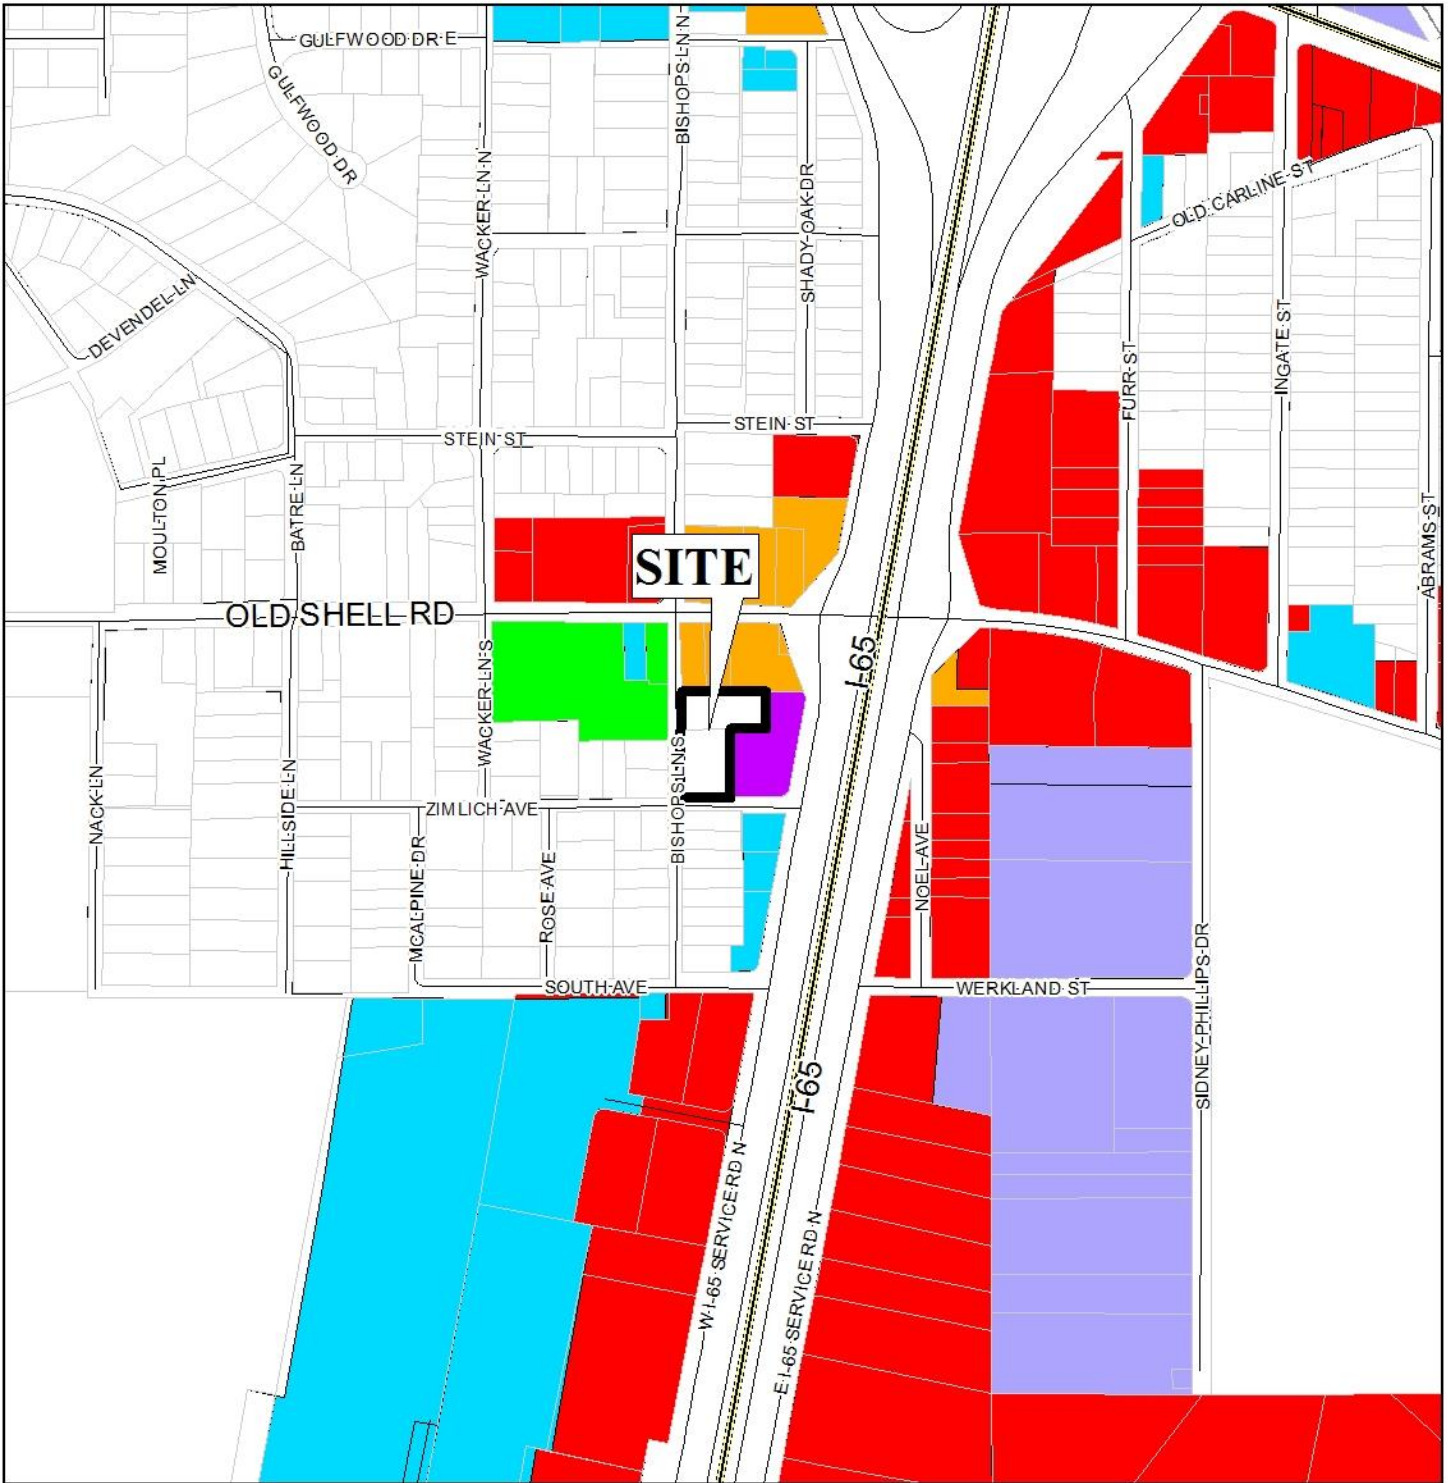 GULFWOOD DR E
BISHOPS LN N
GULFWOOD DR
WACKER LN N
SHADY OAK DR
OLD CARLINE ST
DEVENDEL LN
FURR ST
INGATE ST
STEIN ST
STEIN ST
MOULTON PL
BATRE LN
ABRAMS ST
SITE
OLD SHELL RD
I-65
WACKER LN S
NACK LN
HILLSIDE LN
BISHOPS LN S
ZIMLICH AVE
MCALPINE DR
ROSE AVE
NOEL AVE
SIDNEY PHILLIPS DR
SOUTH AVE
WERKLAND ST
I-65
W I-65 SERVICE RD N
E I-65 SERVICE RD N